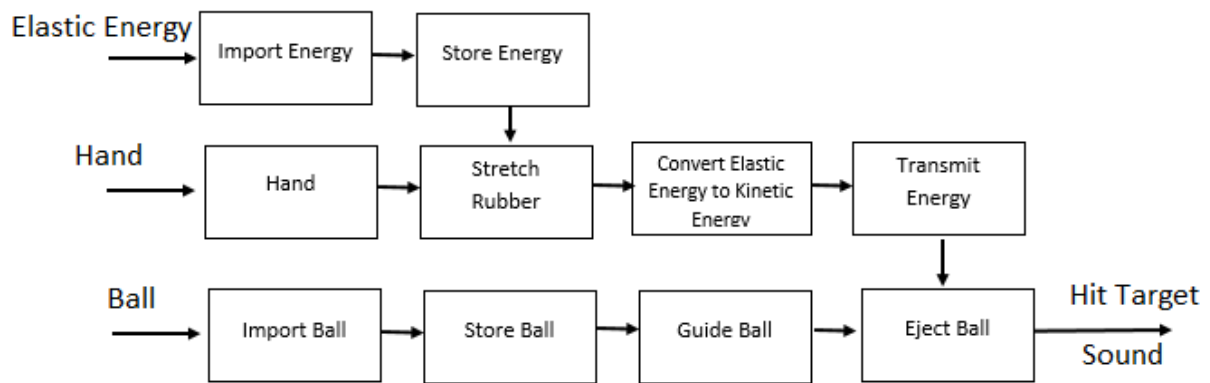 Elastic Energy
Import Energy
Store Energy
Hand
Hand
Stretch
Rubber
Convert Elastic
Energy to Kinetic
Energy
Transmit
Energy
Ball
Import Ball
Store Ball
Guide Ball
Eject Ball
Hit Target
Sound